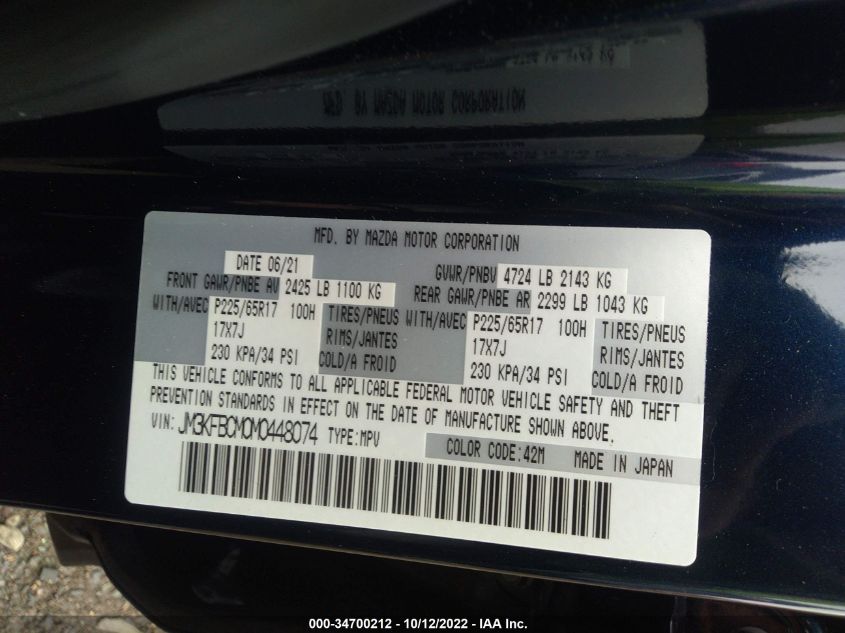 MFD. BY MAZDA MOTOR CORPORATION
DATE 06/21 GVWR/PNBV 4724 LB 2143 KG
FRONT GAWR/PNBE AV 2425 LB 1100 KG REAR GAWR/PNBE AR 2299 LB 1043 KG
WITH/AVEC P225/65R17 100H TIRES/PNEUS WITH/AVEC P225/65R17 100H TIRES/PNEUS
17X7J RIMS/JANTES 17X7J RIMS/JANTES
230 KPA/34 PSI COLD/A FROID 230 KPA/34 PSI COLD/A FROID
THIS VEHICLE CONFORMS TO ALL APPLICABLE FEDERAL MOTOR VEHICLE SAFETY AND THEFT
PREVENTION STANDARDS IN EFFECT ON THE DATE OF MANUFACTURE SHOWN ABOVE.
VIN: JM3KFBCM0M0448074 TYPE:MPV
COLOR CODE:42M MADE IN JAPAN
000-34700212 - 10/12/2022 - IAA Inc.